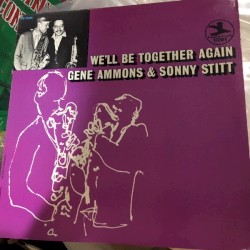 WE'LL BE TOGETHER AGAIN
GENE AMMONS & SONNY STITT